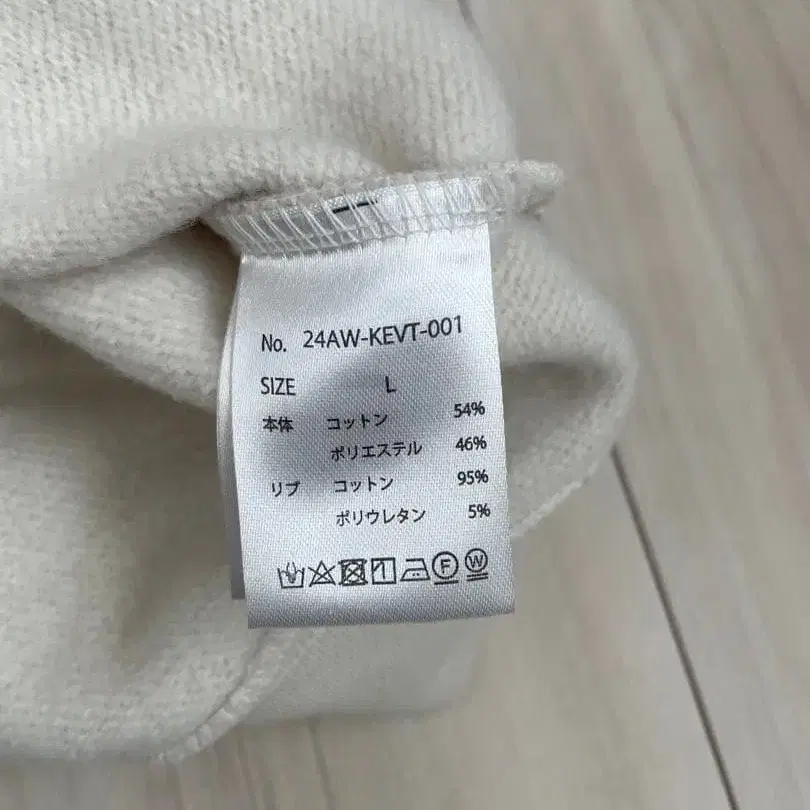 No. 24AW-KEVT-001
SIZE L
本体 コットン 54%
ポリエステル 46%
リブ コットン 95%
ポリウレタン 5%
F W